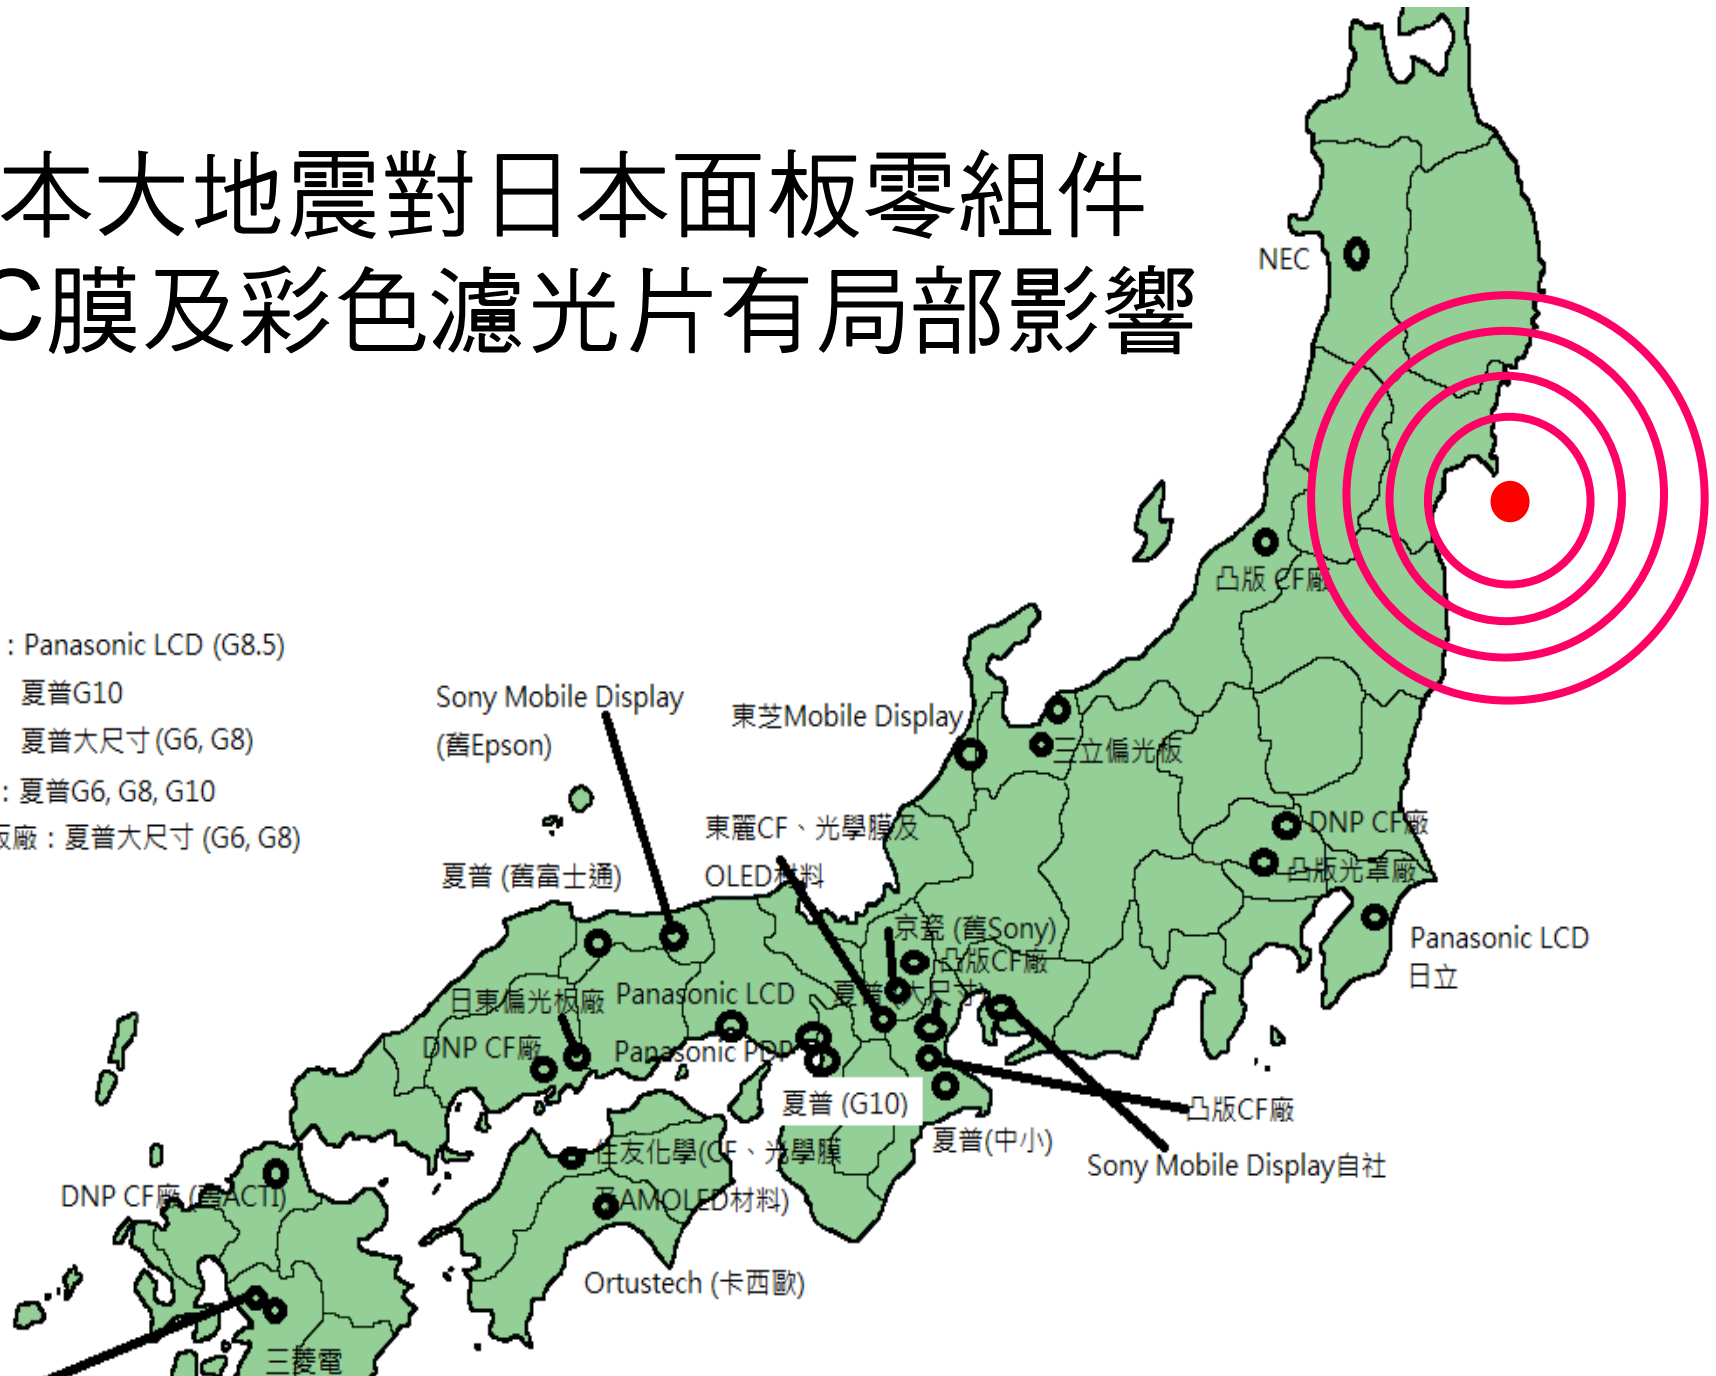 本大地震對日本面板零組件
C膜及彩色濾光片有局部影響
NEC
凸版 CF廠
: Panasonic LCD (G8.5)
夏普G10
夏普大尺寸(G6, G8)
: 夏普G6, G8, G10
板廠：夏普大尺寸 (G6, G8)
Sony Mobile Display
(舊Epson)
東芝Mobile Display
三立偏光板
東麗CF、光學膜及
OLED材料
夏普 (舊富士通)
DNP CF廠
凸版光罩廠
Panasonic LCD
日立
京瓷 (舊Sony)
凸版CF廠
夏普(大尺寸)
日東偏光板廠
Panasonic LCD
DNP CF廠
Panasonic PDP
夏普 (G10)
凸版CF廠
夏普(中小)
Sony Mobile Display自社
住友化學(CF、光學膜
及AMOLED材料)
DNP CF廠 (舊ACTI)
Ortustech (卡西歐)
三菱電